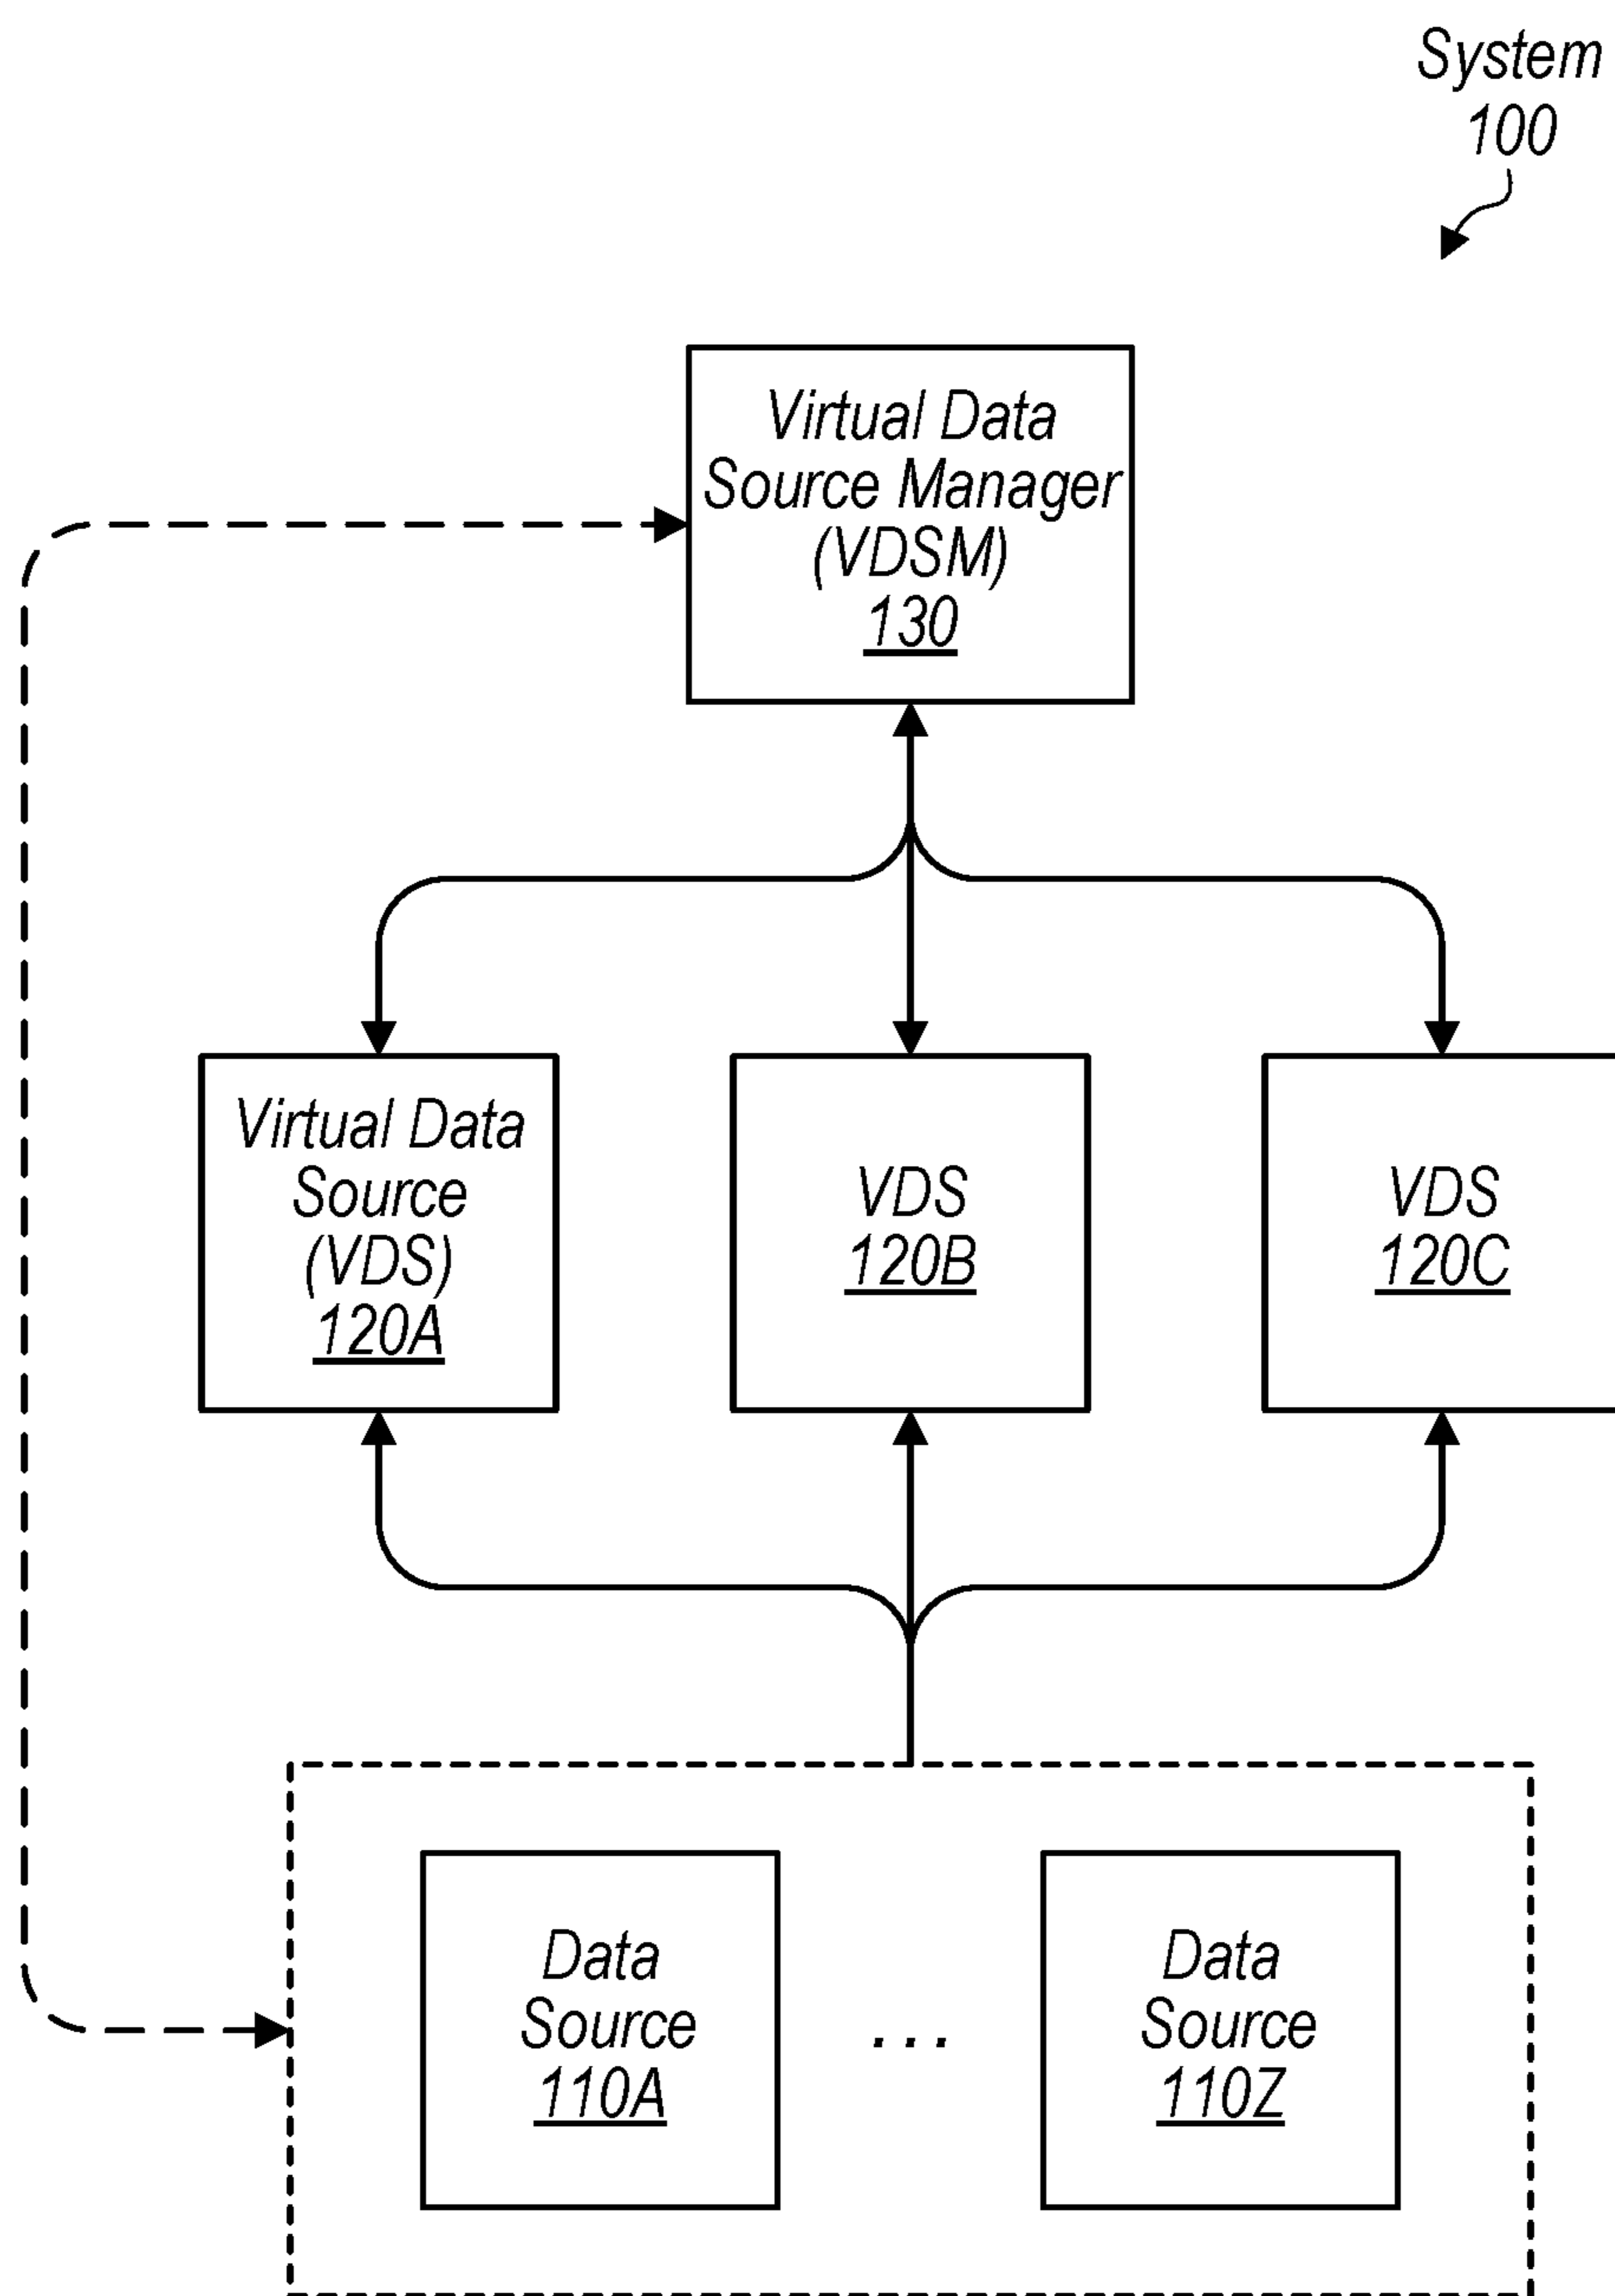 System
100
Virtual Data
Source Manager
(VDSM)
130
Virtual Data
Source
(VDS)
120A
VDS
120B
VDS
120C
Data
Source
110A
...
Data
Source
110Z